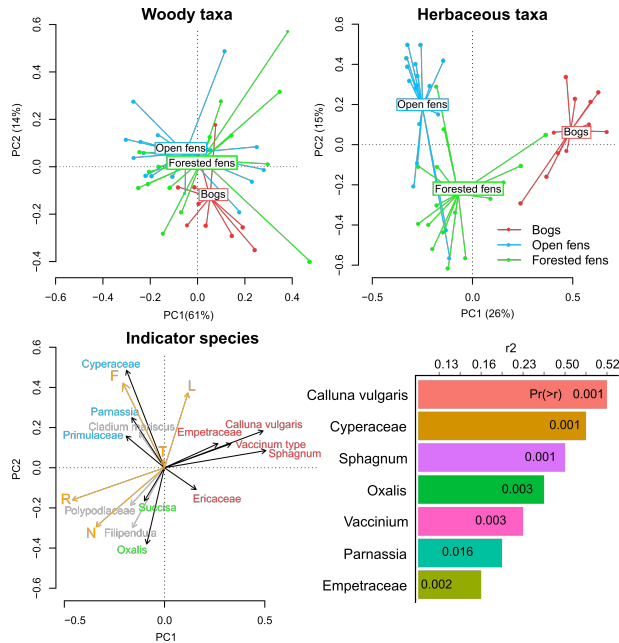 Woody taxa
PC2 (14%)
0.6
0.4
0.2
0.0
−0.2
−0.4
Open fens
Forested fens
Bogs
−0.6
−0.4
−0.2
0.0
0.2
0.4
PC1(61%)
Herbaceous taxa
PC2 (15%)
0.6
0.4
0.2
0.0
−0.2
−0.4
−0.6
Open fens
Bogs
Forested fens
Bogs
Open fens
Forested fens
−0.5
0.0
0.5
PC1 (26%)
Indicator species
PC2
0.6
0.4
0.2
0.0
−0.2
−0.4
−0.6
Cyperaceae
F
L
Parnassia
Cladium mariscus
Primulaceae
T
Calluna vulgaris
Empetraceae
Vaccinum type
Sphagnum
Ericaceae
R
Polypodiaceae
Succisa
N
Filipendula
Oxalis
−0.5
0.0
0.5
PC1
r2
0.13
0.16
0.23
0.35
0.50
0.52
Calluna vulgaris Pr(>r) 0.001
Cyperaceae 0.001
Sphagnum 0.001
Oxalis 0.003
Vaccinium 0.003
Parnassia 0.016
Empetraceae 0.002